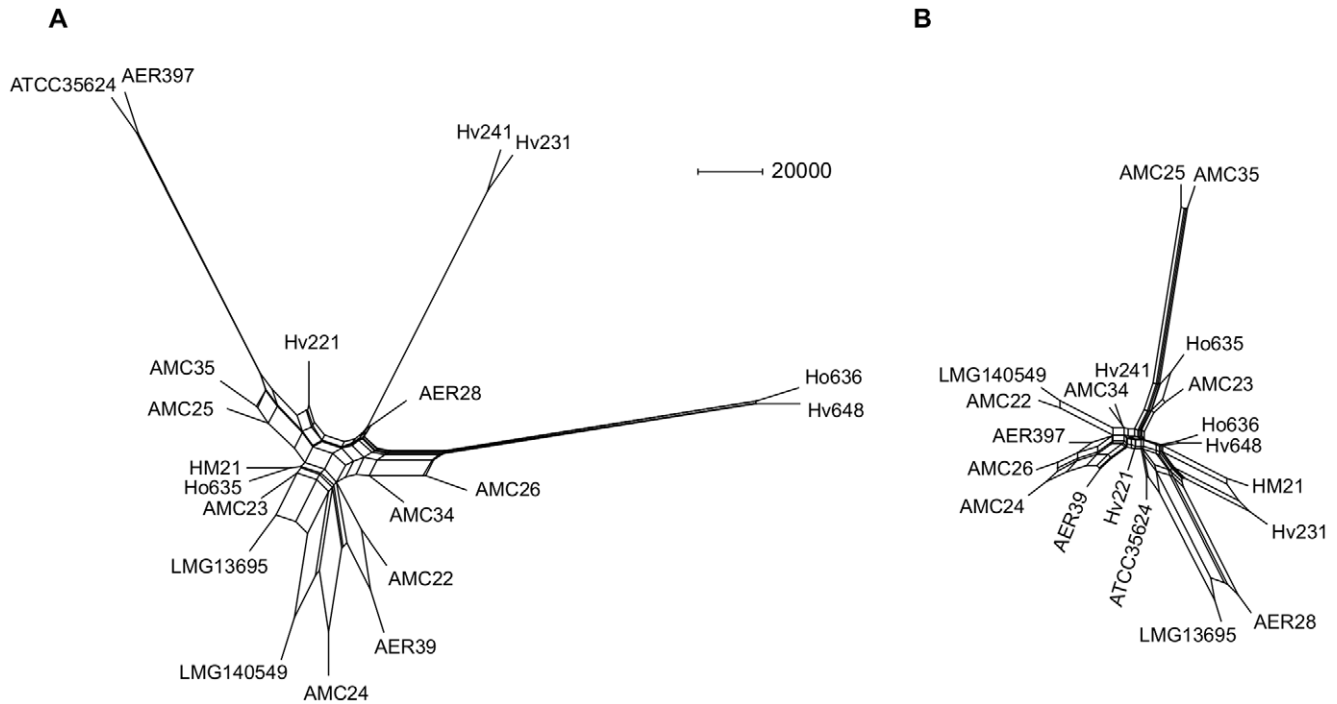 A
ATCC35624
AER397
Hv241
Hv231
20000
Hv221
AMC35
AER28
AMC25
Ho636
Hv648
HM21
Ho635
AMC26
AMC23
AMC34
LMG13695
AMC22
AER39
LMG140549
AMC24
B
AMC25
AMC35
Ho635
Hv241
LMG140549
AMC34
AMC23
AMC22
Ho636
AER397
Hv648
AMC26
HM21
AMC24
AER39
Hv221
ATCC35624
Hv231
AER28
LMG13695